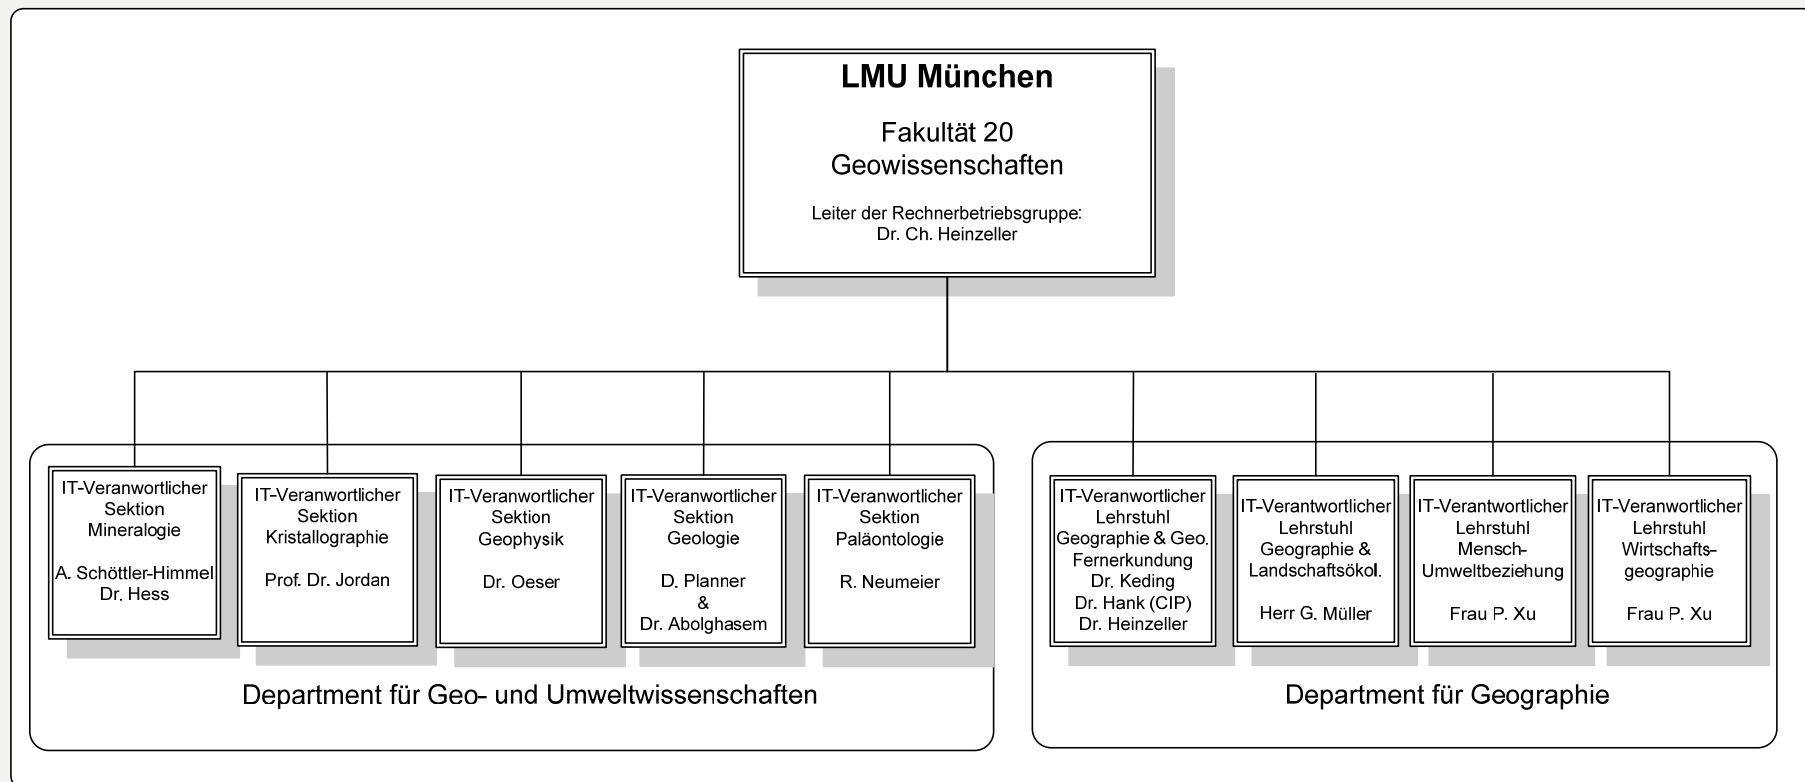 LMU München
Fakultät 20
Geowissenschaften
Leiter der Rechnerbetriebsgruppe:
Dr. Ch. Heinzeller
IT-Veranwortlicher
Sektion
Mineralogie
A. Schöttler-Himmel
Dr. Hess
IT-Veranwortlicher
Sektion
Kristallographie
Prof. Dr. Jordan
IT-Veranwortlicher
Sektion
Geophysik
Dr. Oeser
IT-Veranwortlicher
Sektion
Geologie
D. Planner
&
Dr. Abolghasem
IT-Veranwortlicher
Sektion
Paläontologie
R. Neumeier
IT-Veranwortlicher
Lehrstuhl
Geographie & Geo.
Fernerkundung
Dr. Keding
Dr. Hank (CIP)
Dr. Heinzeller
IT-Verantwortlicher
Lehrstuhl
Geographie &
Landschaftsökol.
Herr G. Müller
IT-Verantwortlicher
Lehrstuhl
Mensch-
Umweltbeziehung
Frau P. Xu
IT-Veranwortlicher
Lehrstuhl
Wirtschafts-
geographie
Frau P. Xu
Department für Geo- und Umweltwissenschaften
Department für Geographie